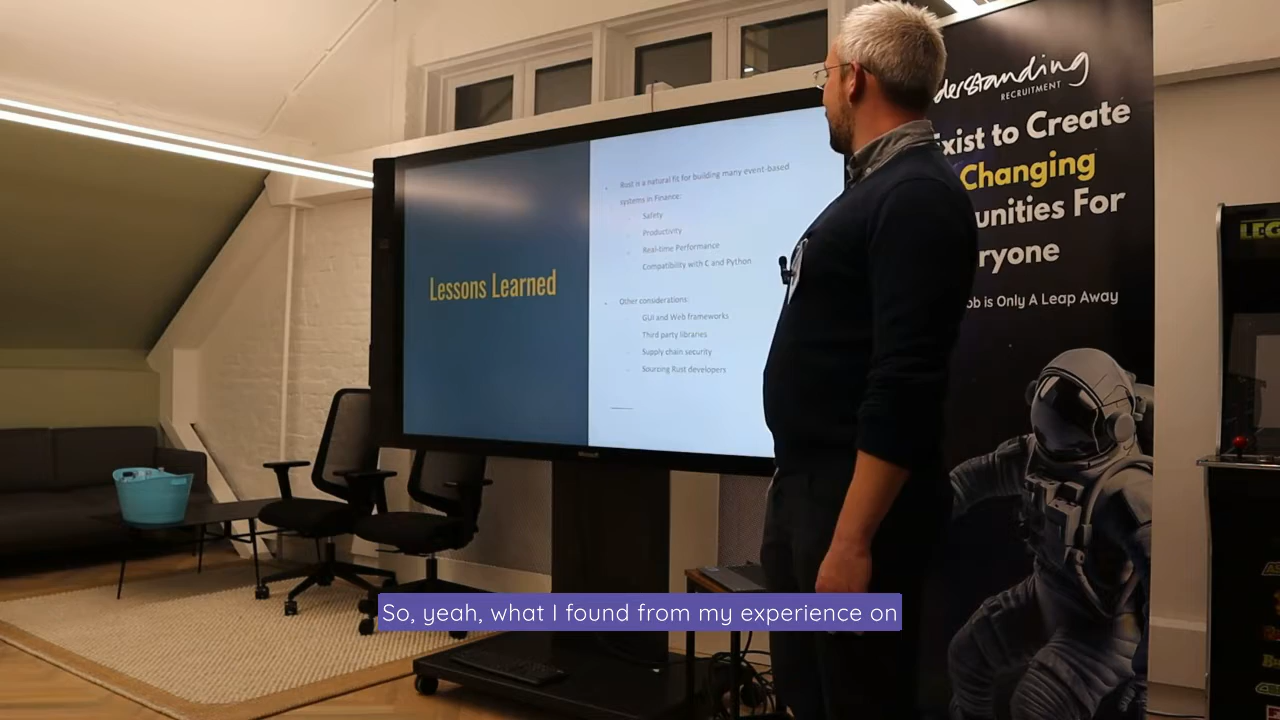 Lessons Learned
Rust is a natural fit for building many event-based
systems in Finance:
Safety
Productivity
Real-time Performance
Compatibility with C and Python
Other considerations:
GUI and Web frameworks
Third party libraries
Supply chain security
Sourcing Rust developers
Microsoft
derstanding
RECRUITMENT
Exist to Create
Changing
unities For
ryone
ob is Only A Leap Away
LEG
So, yeah, what I found from my experience on